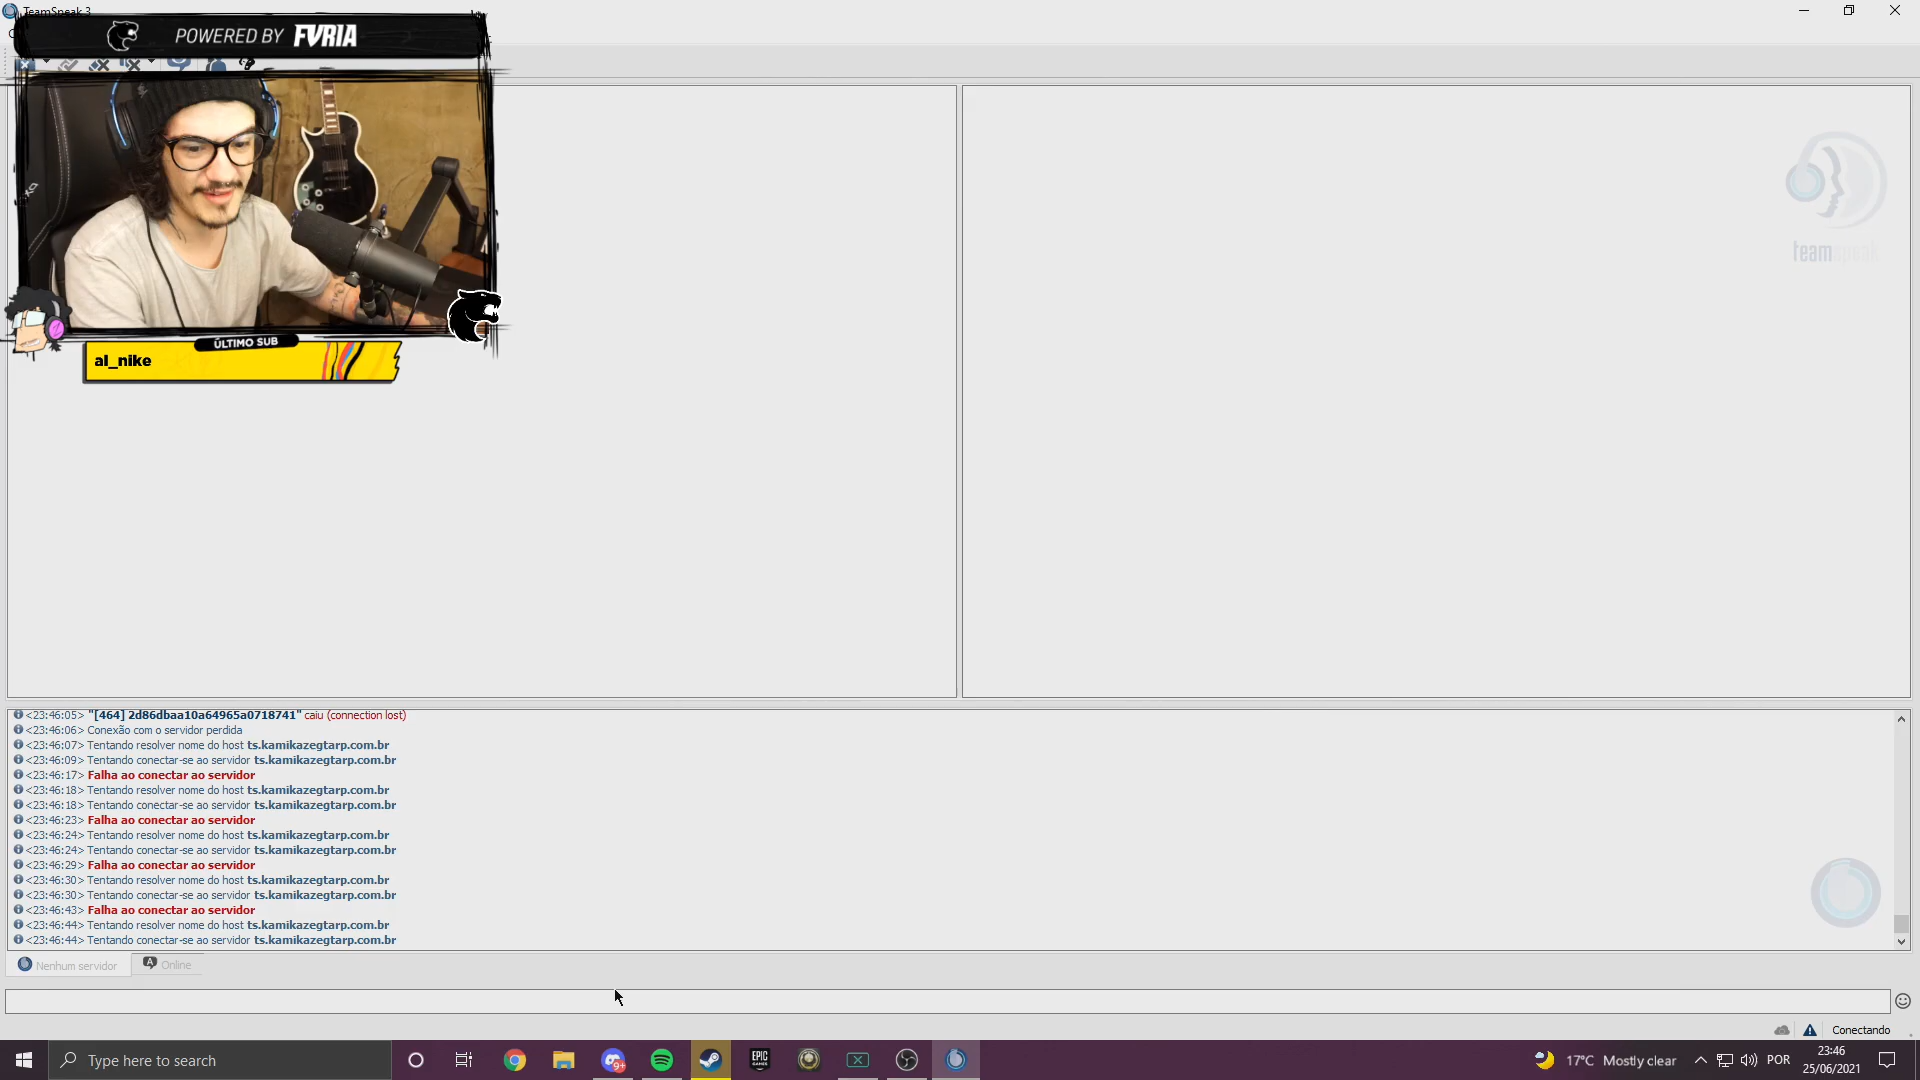 TeamSpeak 3
POWERED BY FVRIA
ÚLTIMO SUB
al_nike
teamspeak
<23:46:05> "[464] 2d86dbaa10a64965a0718741" caiu (connection lost)
<23:46:06> Conexão com o servidor perdida
<23:46:07> Tentando resolver nome do host ts.kamikazegtarp.com.br
<23:46:09> Tentando conectar-se ao servidor ts.kamikazegtarp.com.br
<23:46:17> Falha ao conectar ao servidor
<23:46:18> Tentando resolver nome do host ts.kamikazegtarp.com.br
<23:46:18> Tentando conectar-se ao servidor ts.kamikazegtarp.com.br
<23:46:23> Falha ao conectar ao servidor
<23:46:24> Tentando resolver nome do host ts.kamikazegtarp.com.br
<23:46:24> Tentando conectar-se ao servidor ts.kamikazegtarp.com.br
<23:46:29> Falha ao conectar ao servidor
<23:46:30> Tentando resolver nome do host ts.kamikazegtarp.com.br
<23:46:30> Tentando conectar-se ao servidor ts.kamikazegtarp.com.br
<23:46:43> Falha ao conectar ao servidor
<23:46:44> Tentando resolver nome do host ts.kamikazegtarp.com.br
<23:46:44> Tentando conectar-se ao servidor ts.kamikazegtarp.com.br
Nenhum servidor
Online
Conectando
Type here to search
9+
EPIC GAMES
17°C Mostly clear
POR
23:46
25/06/2021